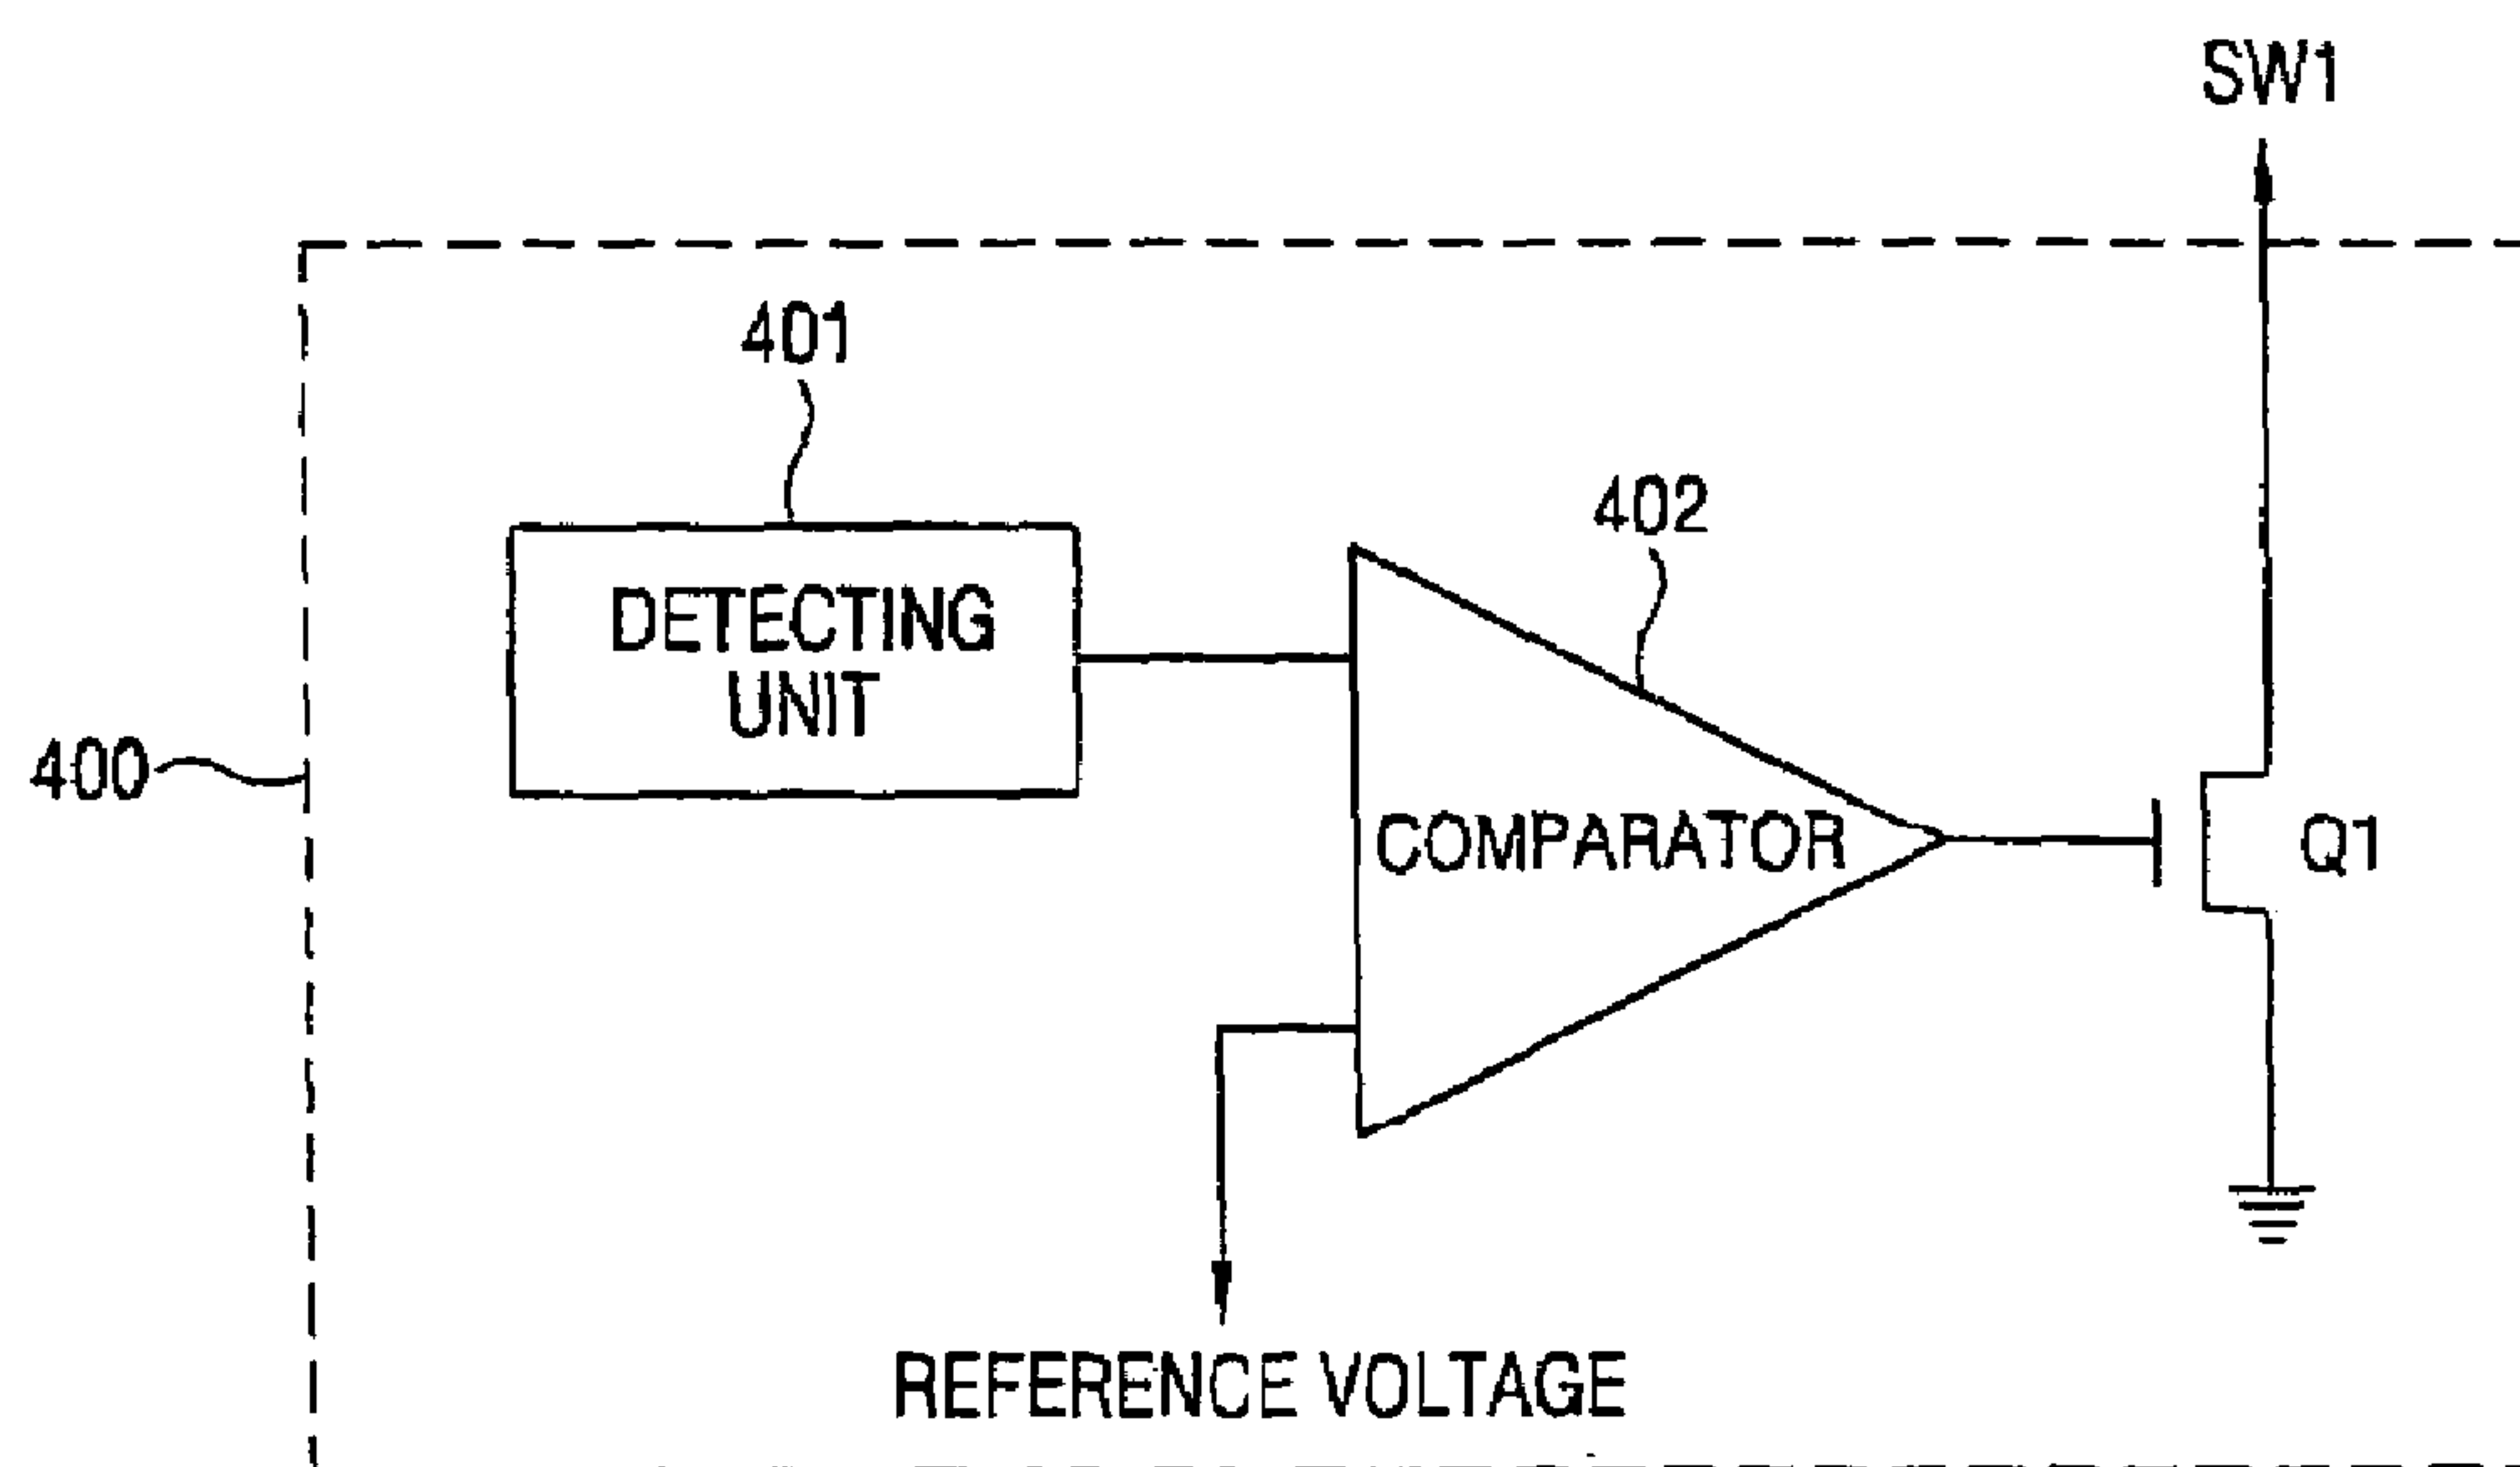 SW1
401
402
DETECTING
UNIT
400
COMPARATOR
Q1
REFERENCE VOLTAGE